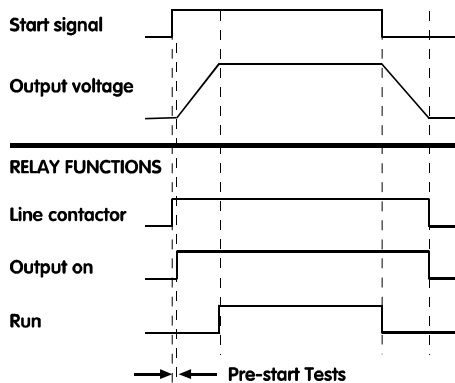 Start signal
Output voltage
RELAY FUNCTIONS
Line contactor
Output on
Run
Pre-start Tests